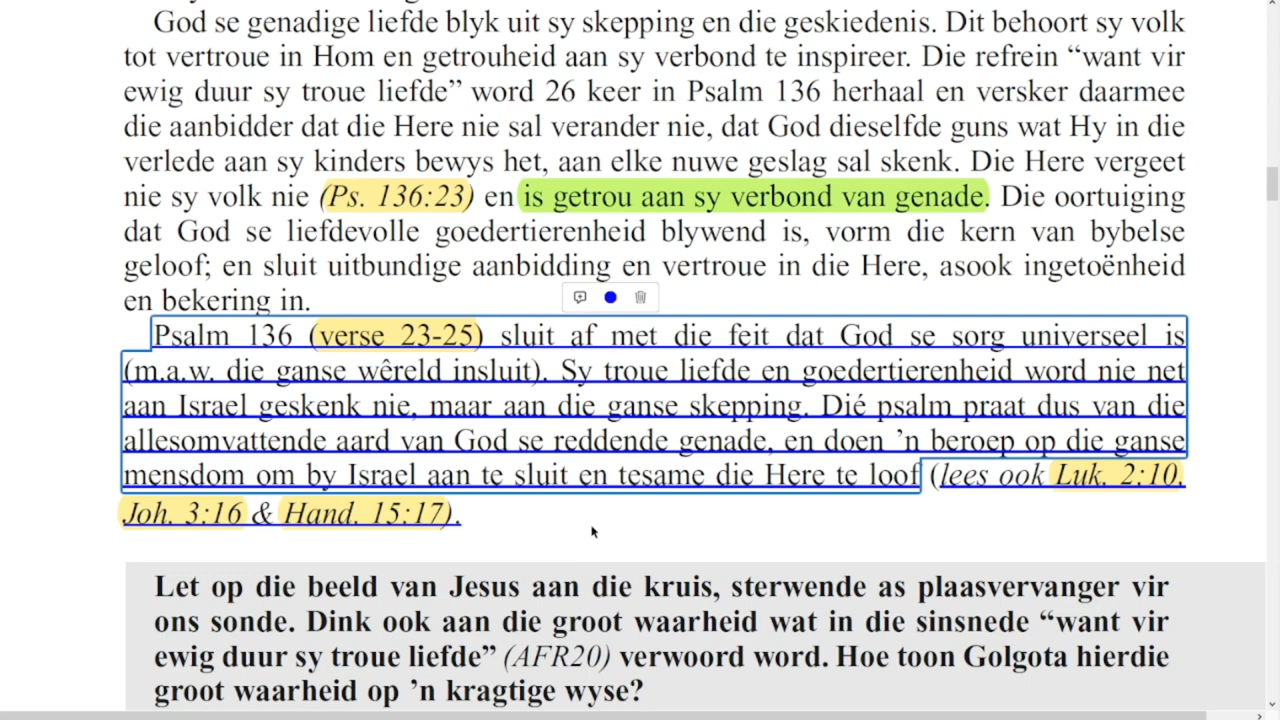 God se genadige liefde blyk uit sy skepping en die geskiedenis. Dit behoort sy volk
tot vertroue in Hom en getrouheid aan sy verbond te inspireer. Die refrein “want vir
ewig duur sy troue liefde” word 26 keer in Psalm 136 herhaal en versker daarmee
die aanbidder dat die Here nie sal verander nie, dat God dieselfde guns wat Hy in die
verlede aan sy kinders bewys het, aan elke nuwe geslag sal skenk. Die Here vergeet
nie sy volk nie (Ps. 136:23) en is getrou aan sy verbond van genade. Die oortuiging
dat God se liefdevolle goedertierenheid blywend is, vorm die kern van bybelse
geloof; en sluit uitbundige aanbidding en vertroue in die Here, asook ingetoënheid
en bekering in.
Psalm 136 (verse 23-25) sluit af met die feit dat God se sorg universeel is
(m.a.w. die ganse wêreld insluit). Sy troue liefde en goedertierenheid word nie net
aan Israel geskenk nie, maar aan die ganse skepping. Dié psalm praat dus van die
allesomvattende aard van God se reddende genade, en doen ’n beroep op die ganse
mensdom om by Israel aan te sluit en tesame die Here te loof (lees ook Luk. 2:10,
Joh. 3:16 & Hand. 15:17).
Let op die beeld van Jesus aan die kruis, sterwende as plaasvervanger vir
ons sonde. Dink ook aan die groot waarheid wat in die sinsnede “want vir
ewig duur sy troue liefde” (AFR20) verwoord word. Hoe toon Golgota hierdie
groot waarheid op ’n kragtige wyse?